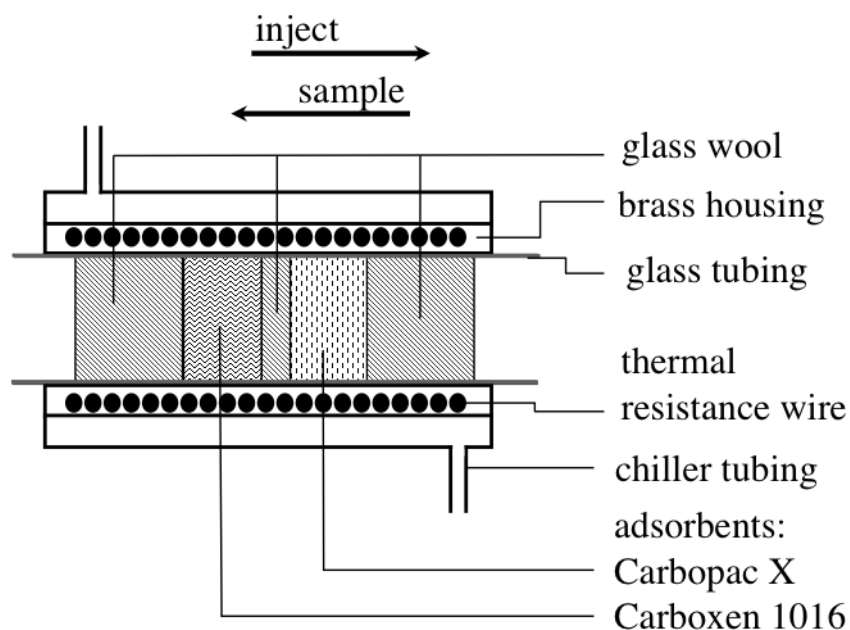 inject
sample
glass wool
brass housing
glass tubing
thermal
resistance wire
chiller tubing
adsorbents:
Carbopac X
Carboxen 1016